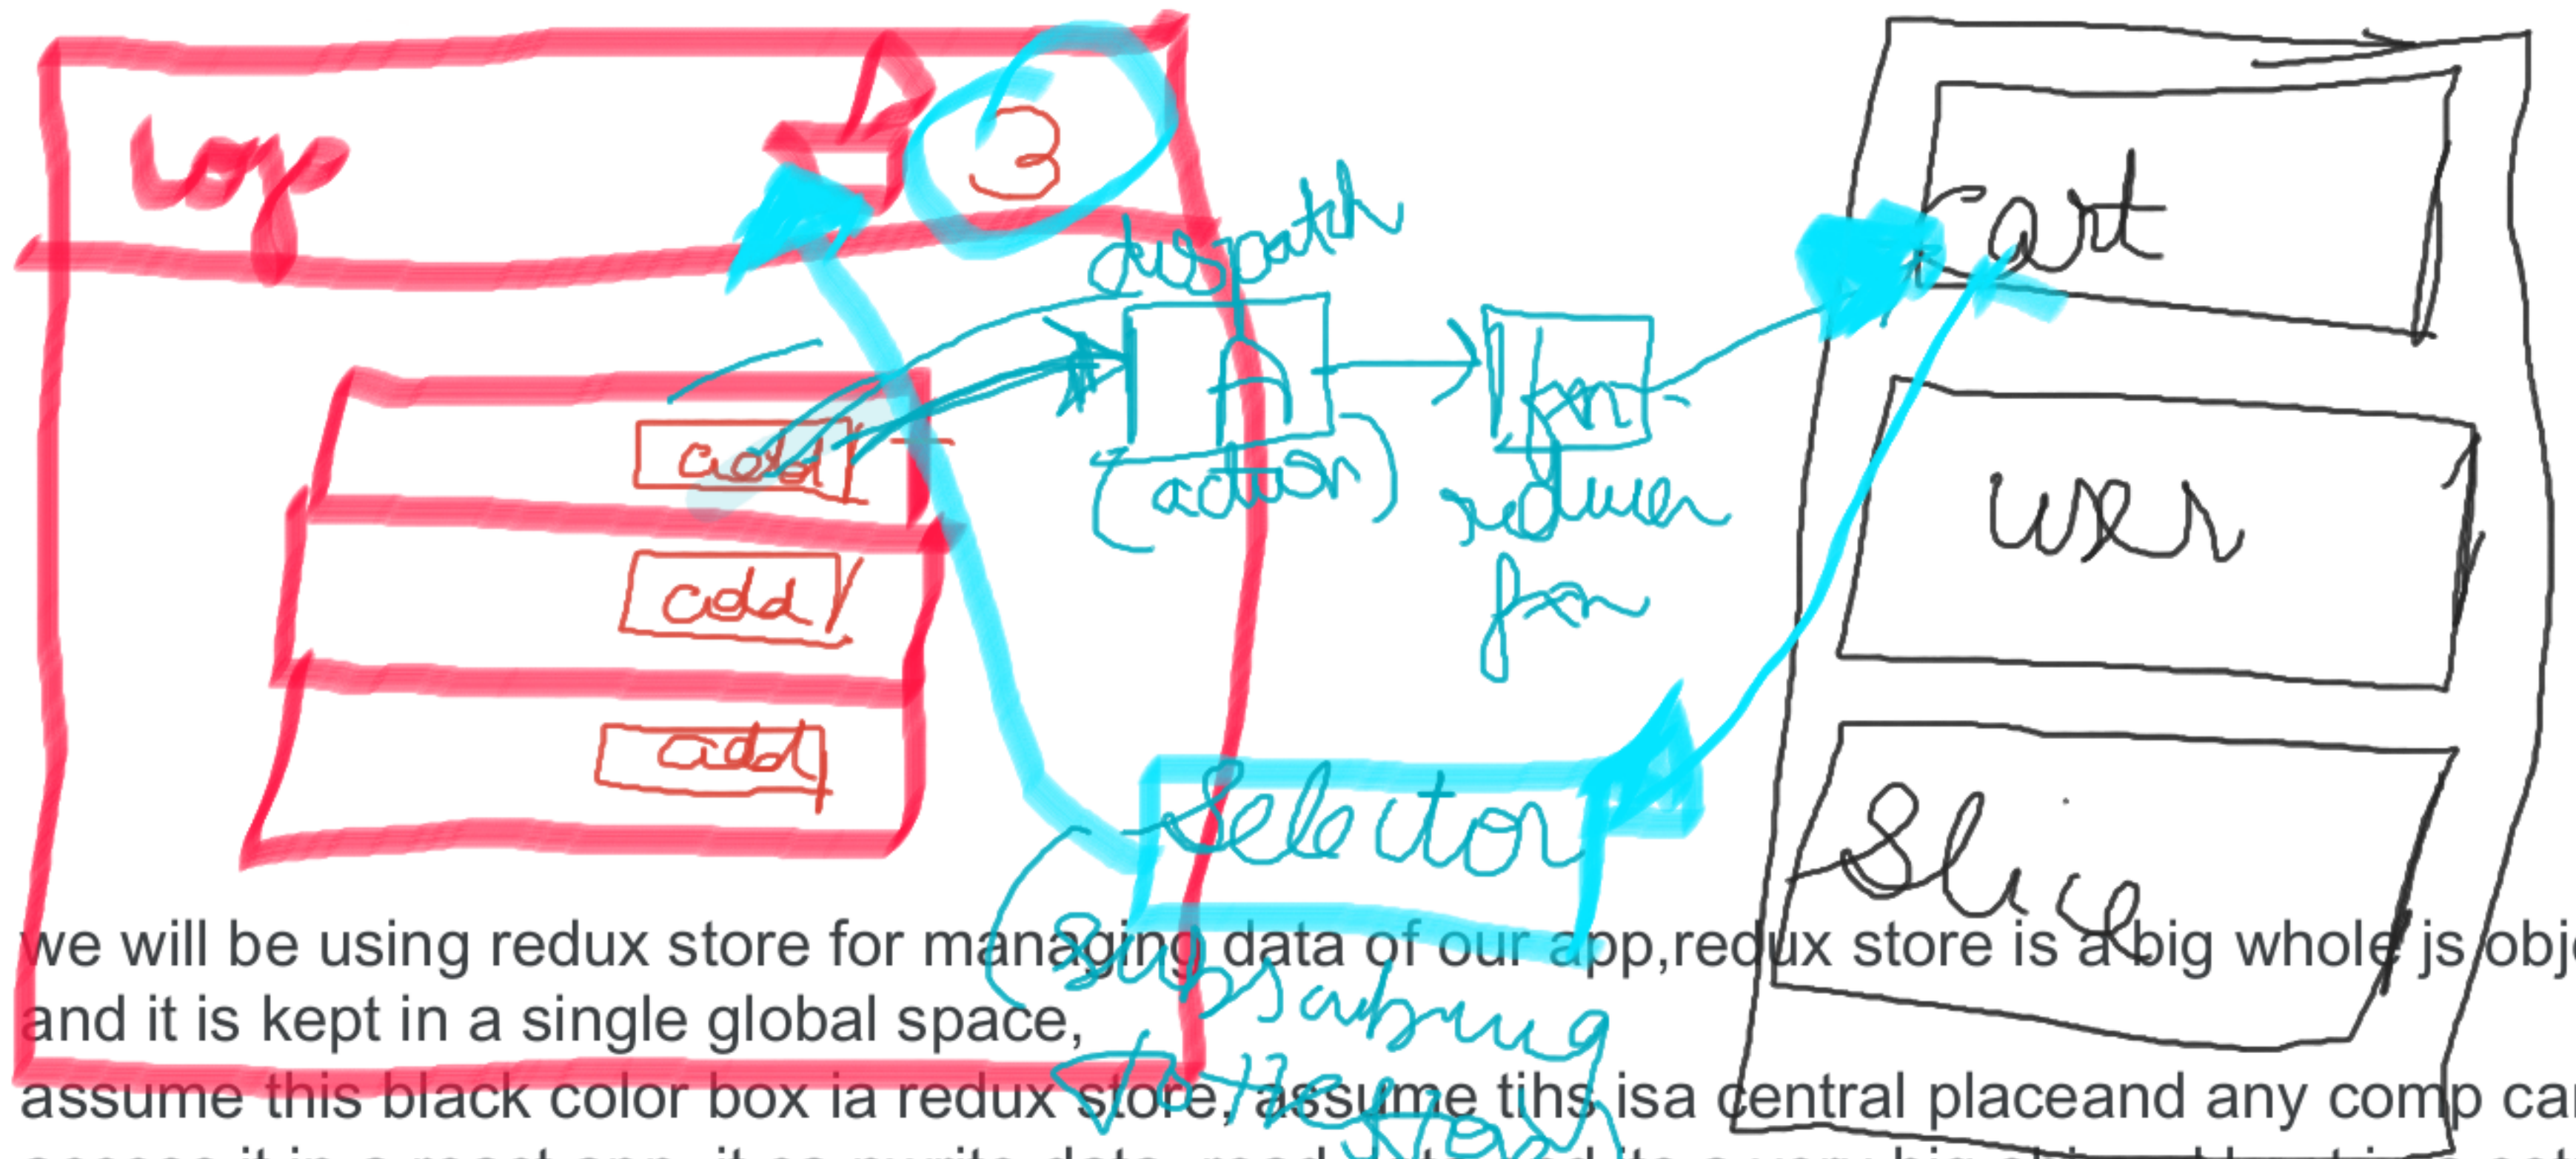 logo
3
dispatch
cart
add
A
fxn
(action)
reducer
fxn
user
add
add
Selector
Slice
(Subscribing
to the
store
we will be using redux store for managing data of our app,redux store is a big whole js obj
and it is kept in a single global space,
assume this black color box ia redux store, assume tihs isa central placeand any comp ca